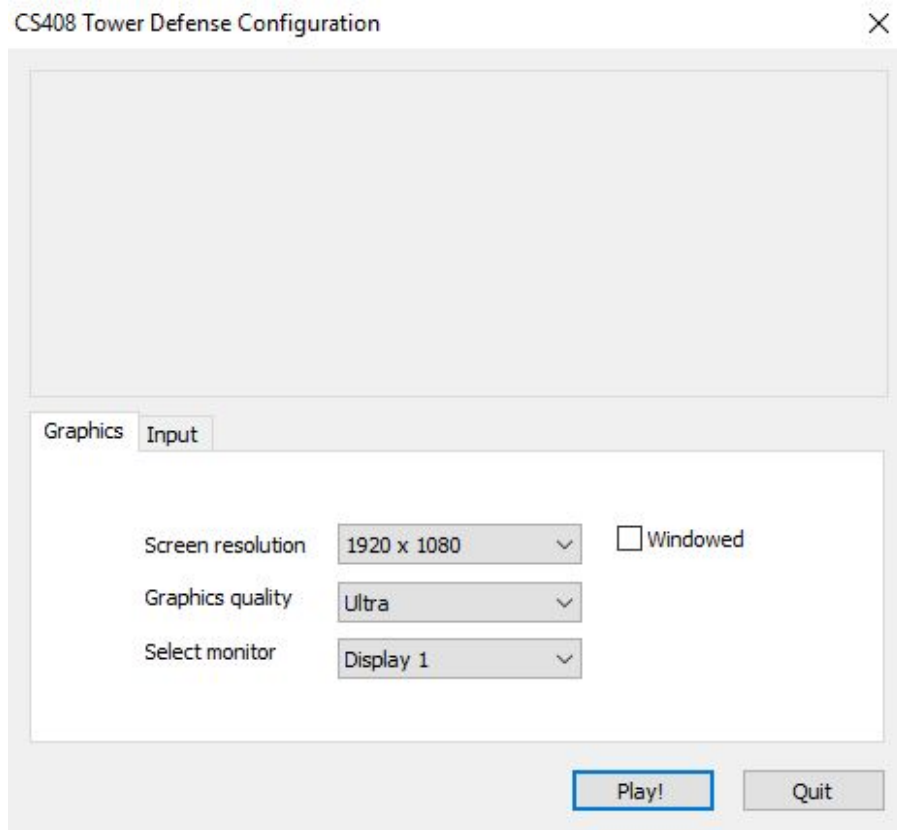 CS408 Tower Defense Configuration
Graphics Input
Screen resolution 1920 x 1080 Windowed
Graphics quality Ultra
Select monitor Display 1
Play! Quit